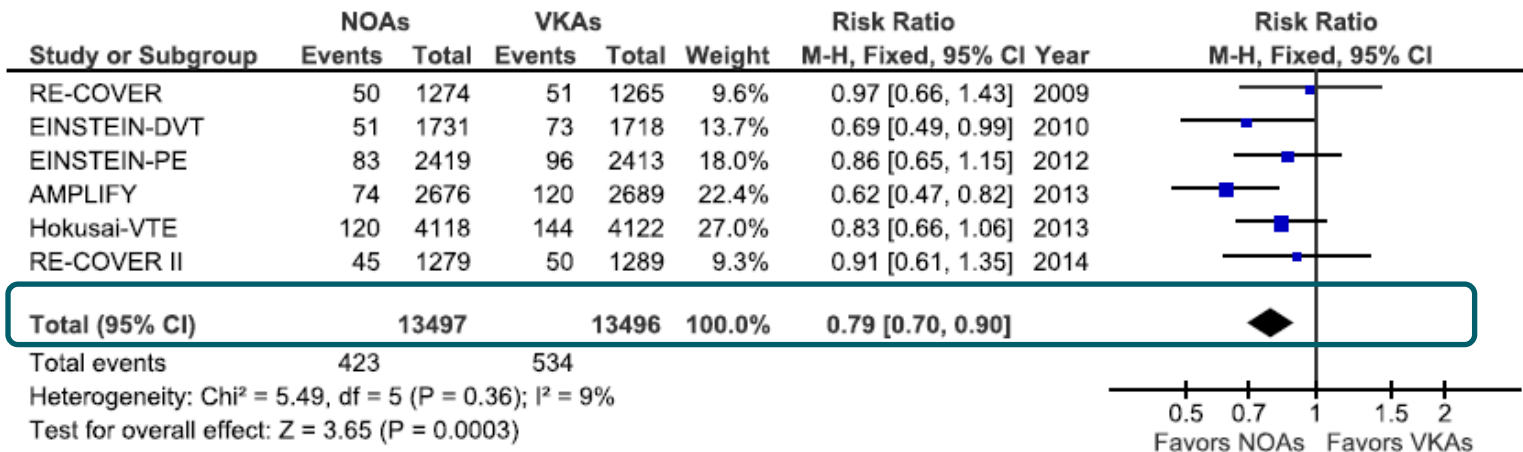 NOAs VKAs Risk Ratio Risk Ratio
Study or Subgroup Events Total Events Total Weight M-H, Fixed, 95% CI Year M-H, Fixed, 95% CI
RE-COVER 50 1274 51 1265 9.6% 0.97 [0.66, 1.43] 2009
EINSTEIN-DVT 51 1731 73 1718 13.7% 0.69 [0.49, 0.99] 2010
EINSTEIN-PE 83 2419 96 2413 18.0% 0.86 [0.65, 1.15] 2012
AMPLIFY 74 2676 120 2689 22.4% 0.62 [0.47, 0.82] 2013
Hokusai-VTE 120 4118 144 4122 27.0% 0.83 [0.66, 1.06] 2013
RE-COVER II 45 1279 50 1289 9.3% 0.91 [0.61, 1.35] 2014
Total (95% CI) 13497 13496 100.0% 0.79 [0.70, 0.90]
Total events 423 534
Heterogeneity: Chi² = 5.49, df = 5 (P = 0.36); I² = 9%
Test for overall effect: Z = 3.65 (P = 0.0003)
0.5 0.7 1 1.5 2
Favors NOAs Favors VKAs